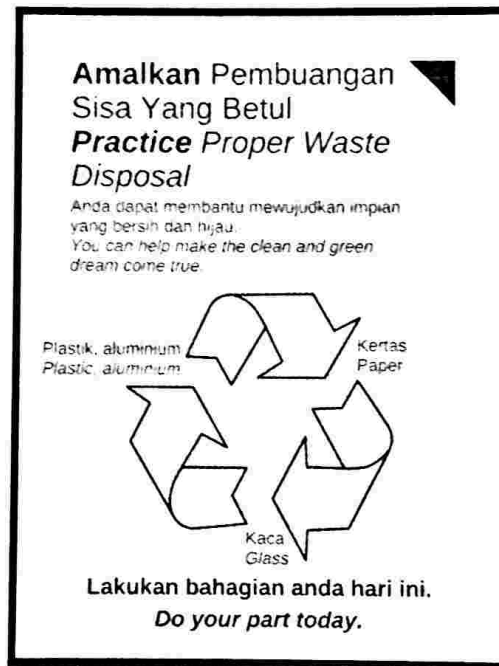 Amalkan Pembuangan
Sisa Yang Betul
Practice Proper Waste
Disposal
Anda dapat membantu mewujudkan impian
yang bersih dan hijau.
You can help make the clean and green
dream come true.
Plastik, aluminium
Plastic, aluminium
Kertas
Paper
Kaca
Glass
Lakukan bahagian anda hari ini.
Do your part today.